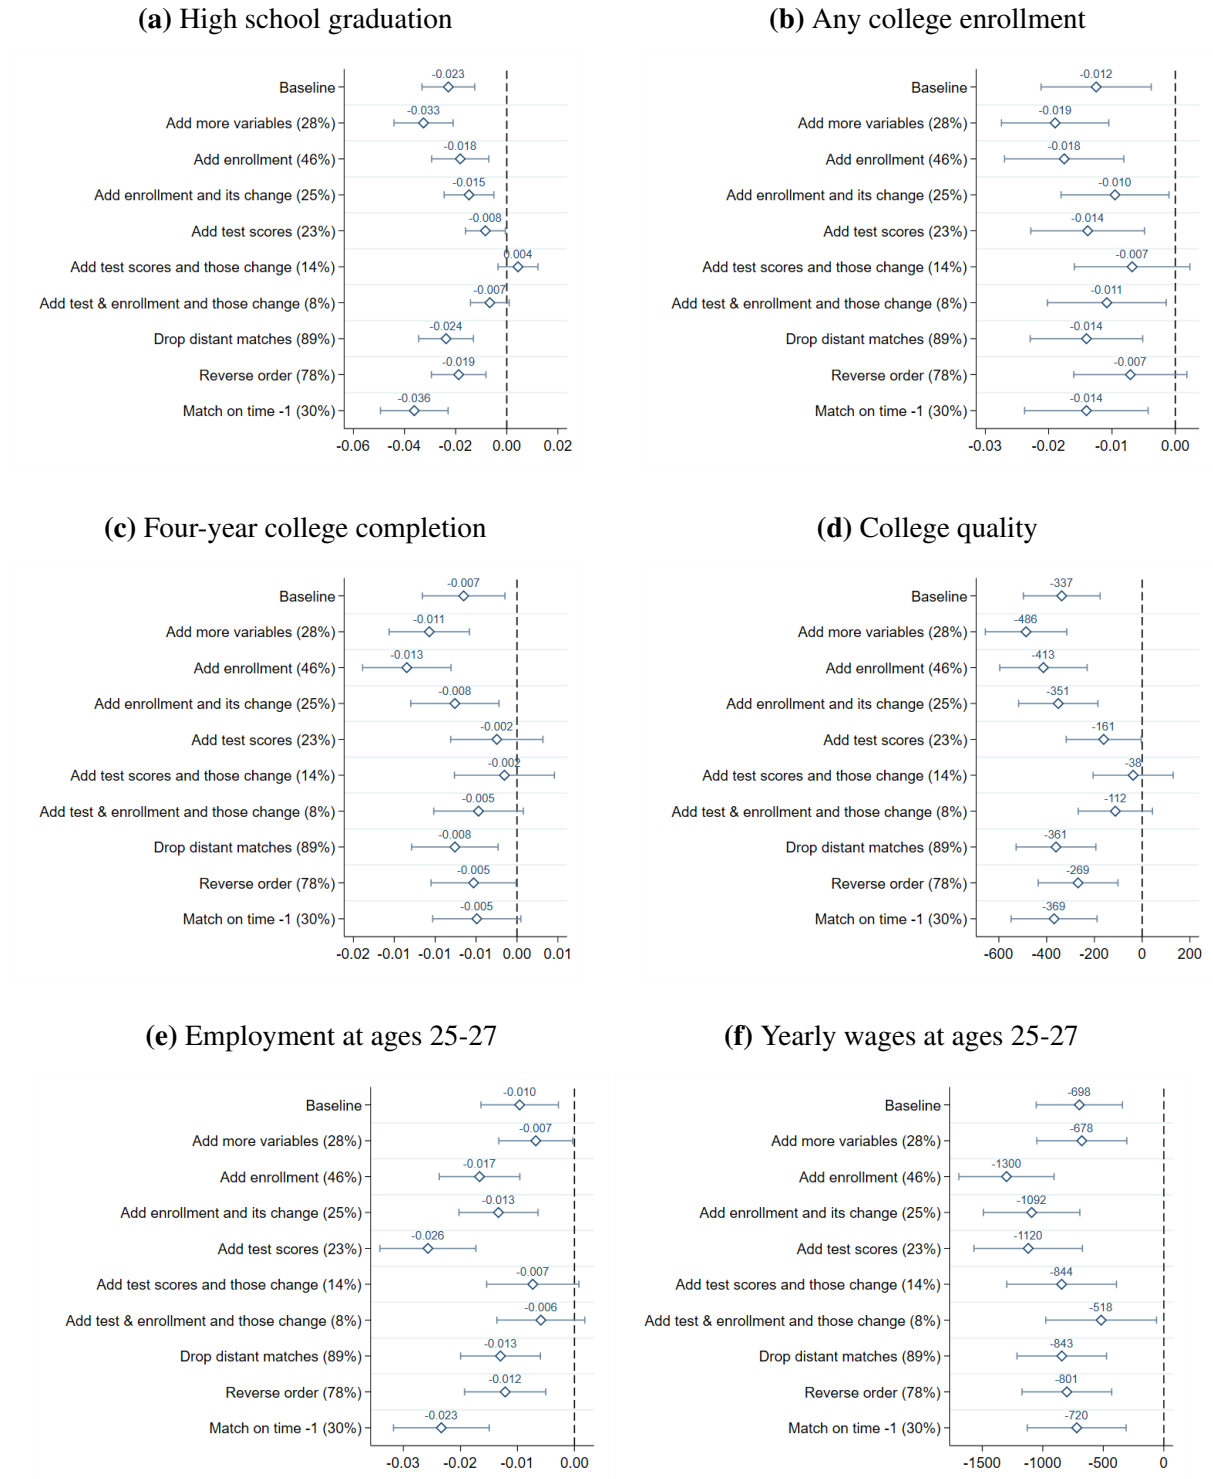 (a) High school graduation
Baseline
Add more variables (28%)
Add enrollment (46%)
Add enrollment and its change (25%)
Add test scores (23%)
Add test scores and those change (14%)
Add test & enrollment and those change (8%)
Drop distant matches (89%)
Reverse order (78%)
Match on time -1 (30%)
-0.023
-0.033
-0.018
-0.015
-0.008
0.004
-0.007
-0.024
-0.019
-0.036
-0.06 -0.04 -0.02 0.00 0.02
(b) Any college enrollment
Baseline
Add more variables (28%)
Add enrollment (46%)
Add enrollment and its change (25%)
Add test scores (23%)
Add test scores and those change (14%)
Add test & enrollment and those change (8%)
Drop distant matches (89%)
Reverse order (78%)
Match on time -1 (30%)
-0.012
-0.019
-0.018
-0.010
-0.014
-0.007
-0.011
-0.014
-0.007
-0.014
-0.03 -0.02 -0.01 0.00
(c) Four-year college completion
Baseline
Add more variables (28%)
Add enrollment (46%)
Add enrollment and its change (25%)
Add test scores (23%)
Add test scores and those change (14%)
Add test & enrollment and those change (8%)
Drop distant matches (89%)
Reverse order (78%)
Match on time -1 (30%)
-0.007
-0.011
-0.013
-0.008
-0.002
-0.002
-0.005
-0.008
-0.005
-0.005
-0.02 -0.01 -0.01 -0.01 0.00 0.01
(d) College quality
Baseline
Add more variables (28%)
Add enrollment (46%)
Add enrollment and its change (25%)
Add test scores (23%)
Add test scores and those change (14%)
Add test & enrollment and those change (8%)
Drop distant matches (89%)
Reverse order (78%)
Match on time -1 (30%)
-337
-486
-413
-351
-161
-38
-112
-361
-269
-369
-600 -400 -200 0 200
(e) Employment at ages 25-27
Baseline
Add more variables (28%)
Add enrollment (46%)
Add enrollment and its change (25%)
Add test scores (23%)
Add test scores and those change (14%)
Add test & enrollment and those change (8%)
Drop distant matches (89%)
Reverse order (78%)
Match on time -1 (30%)
-0.010
-0.007
-0.017
-0.013
-0.026
-0.007
-0.006
-0.013
-0.012
-0.023
-0.03 -0.02 -0.01 0.00
(f) Yearly wages at ages 25-27
Baseline
Add more variables (28%)
Add enrollment (46%)
Add enrollment and its change (25%)
Add test scores (23%)
Add test scores and those change (14%)
Add test & enrollment and those change (8%)
Drop distant matches (89%)
Reverse order (78%)
Match on time -1 (30%)
-698
-678
-1300
-1092
-1120
-844
-518
-843
-801
-720
-1500 -1000 -500 0